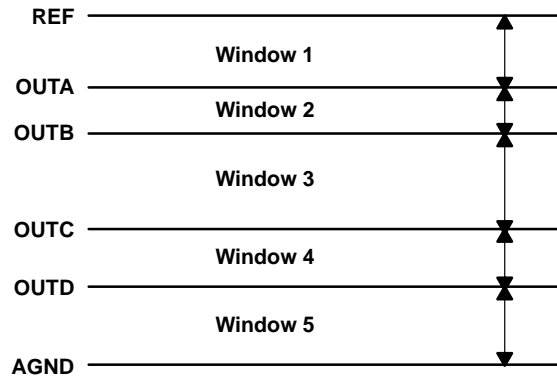 REF
Window 1
OUTA
Window 2
OUTB
Window 3
OUTC
Window 4
OUTD
Window 5
AGND